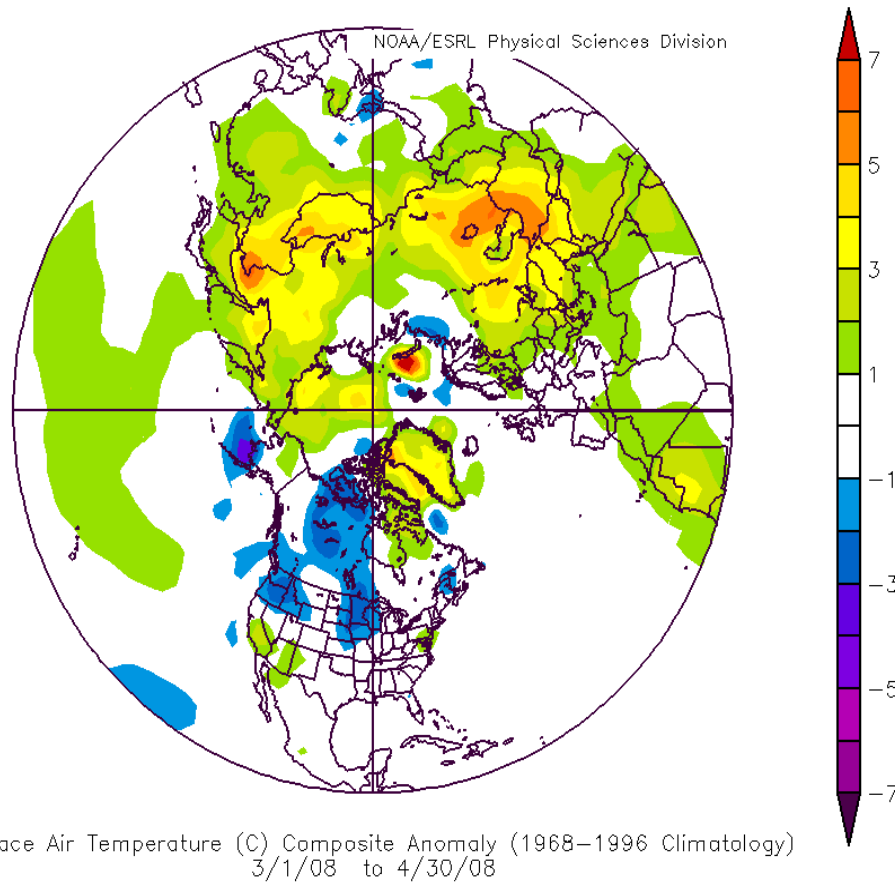 NOAA/ESRL Physical Sciences Division
7
5
3
1
−1
−3
−5
−7
ace Air Temperature (C) Composite Anomaly (1968−1996 Climatology)
3/1/08 to 4/30/08